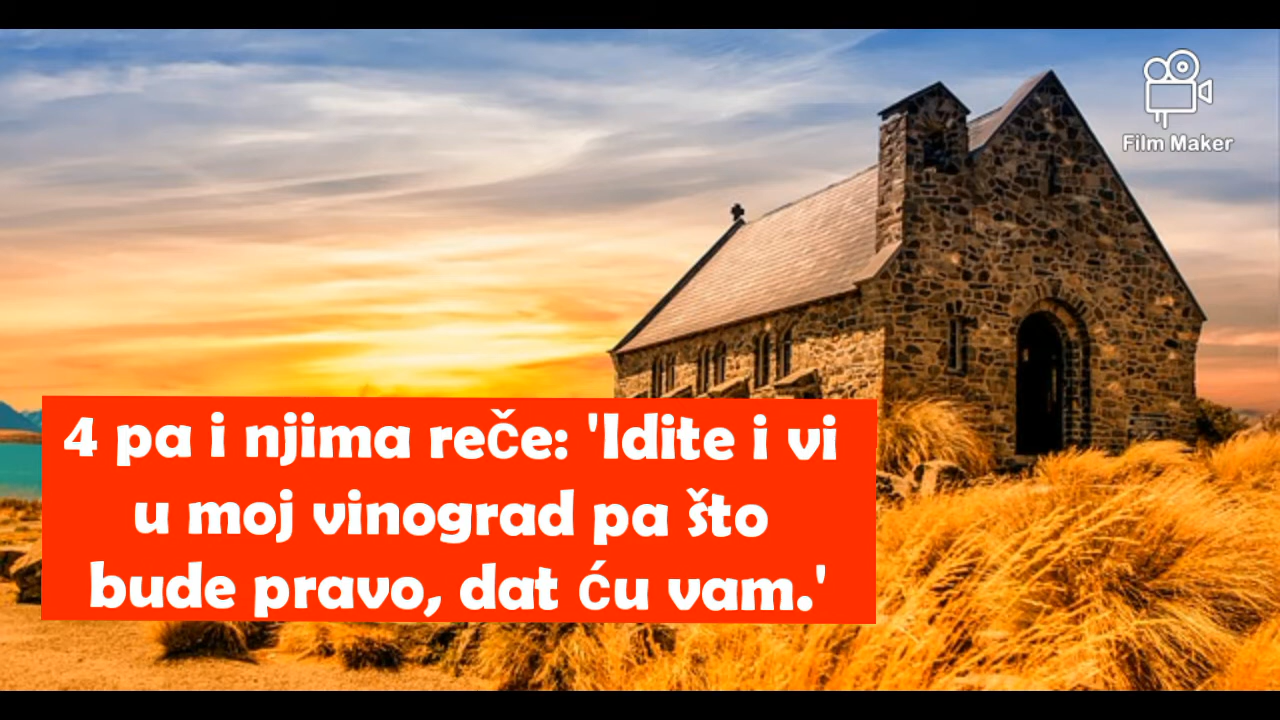 Film Maker
4 pa i njima reče: 'Idite i vi
u moj vinograd pa što
bude pravo, dat ću vam.'